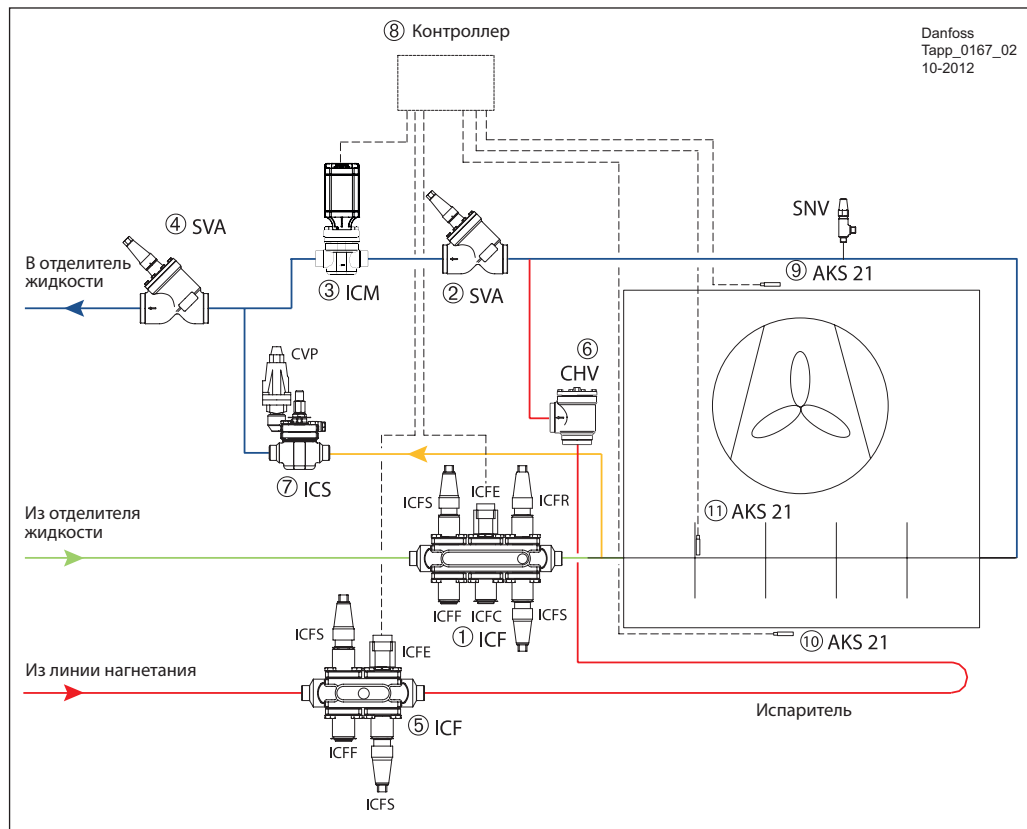 ⑧ Контроллер
Danfoss
Tapp_0167_02
10-2012
④ SVA
SNV
В отделитель
жидкости
③ ICM
② SVA
⑨ AKS 21
CVP
⑥
CHV
⑦ ICS
ICFS
ICFE
ICFR
⑪ AKS 21
Из отделителя
жидкости
ICFF
ICFC
ICFS
① ICF
ICFS
ICFE
⑩ AKS 21
Из линии нагнетания
Испаритель
⑤ ICF
ICFF
ICFS